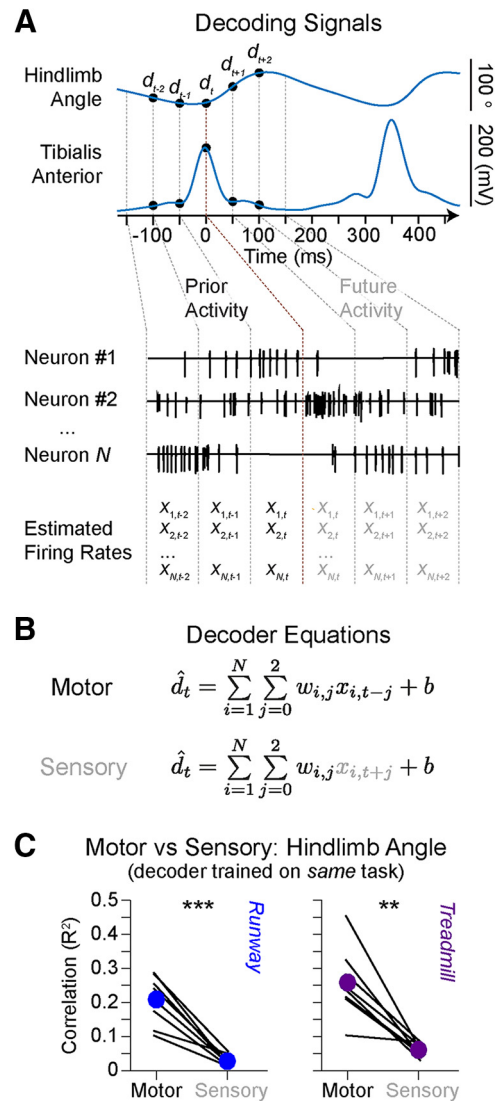 A
Decoding Signals
Hindlimb Angle
d_{t-2} d_{t-1} d_t d_{t+1} d_{t+2}
100 °
Tibialis Anterior
200 (mV)
-100 0 100 200 300 400
Time (ms)
Prior Activity
Future Activity
Neuron #1
Neuron #2
...
Neuron N
Estimated Firing Rates
X_{1,t-2} X_{1,t-1} X_{1,t} X_{1,t} X_{1,t+1} X_{1,t+2}
X_{2,t-2} X_{2,t-1} X_{2,t} X_{2,t} X_{2,t+1} X_{2,t+2}
... ...
X_{N,t-2} X_{N,t-1} X_{N,t} X_{N,t} X_{N,t+1} X_{N,t+2}
B
Decoder Equations
Motor \hat{d}_t = \sum_{i=1}^{N} \sum_{j=0}^{2} w_{i,j} x_{i,t-j} + b
Sensory \hat{d}_t = \sum_{i=1}^{N} \sum_{j=0}^{2} w_{i,j} x_{i,t+j} + b
C
Motor vs Sensory: Hindlimb Angle
(decoder trained on same task)
Correlation (R²)
0.5
0.4
0.3
0.2
0.1
0
***
Runway
Motor Sensory
**
Treadmill
Motor Sensory